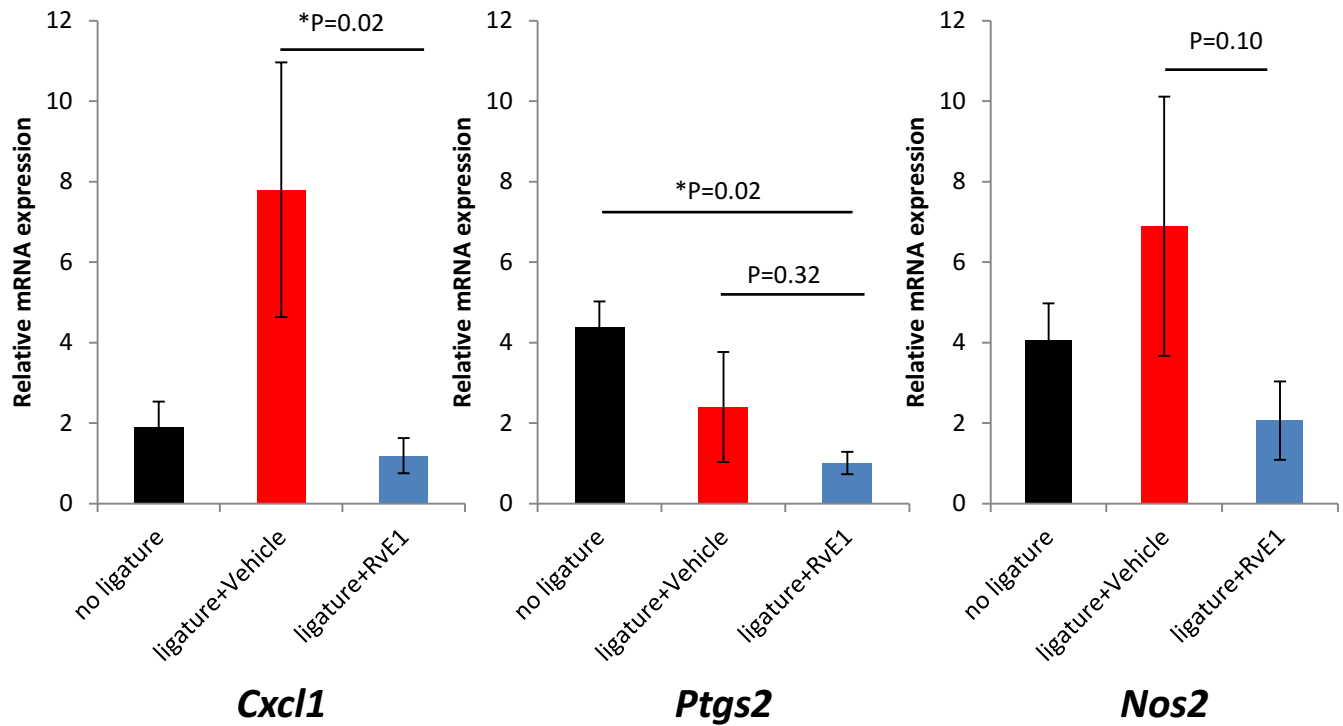 Relative mRNA expression
12
10
8
6
4
2
0
*P=0.02
no ligature
ligature+Vehicle
ligature+RvE1
Cxcl1
Relative mRNA expression
12
10
8
6
4
2
0
*P=0.02
P=0.32
no ligature
ligature+Vehicle
ligature+RvE1
Ptgs2
Relative mRNA expression
12
10
8
6
4
2
0
P=0.10
no ligature
ligature+Vehicle
ligature+RvE1
Nos2